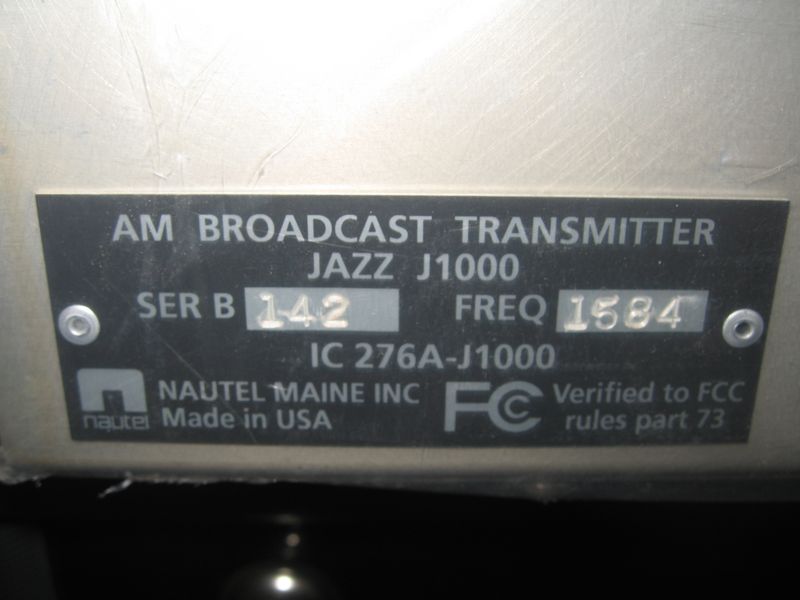 AM BROADCAST TRANSMITTER
JAZZ J1000
SER B 142 FREQ 1584
IC 276A-J1000
nautel NAUTEL MAINE INC FCC Verified to FCC
Made in USA rules part 73